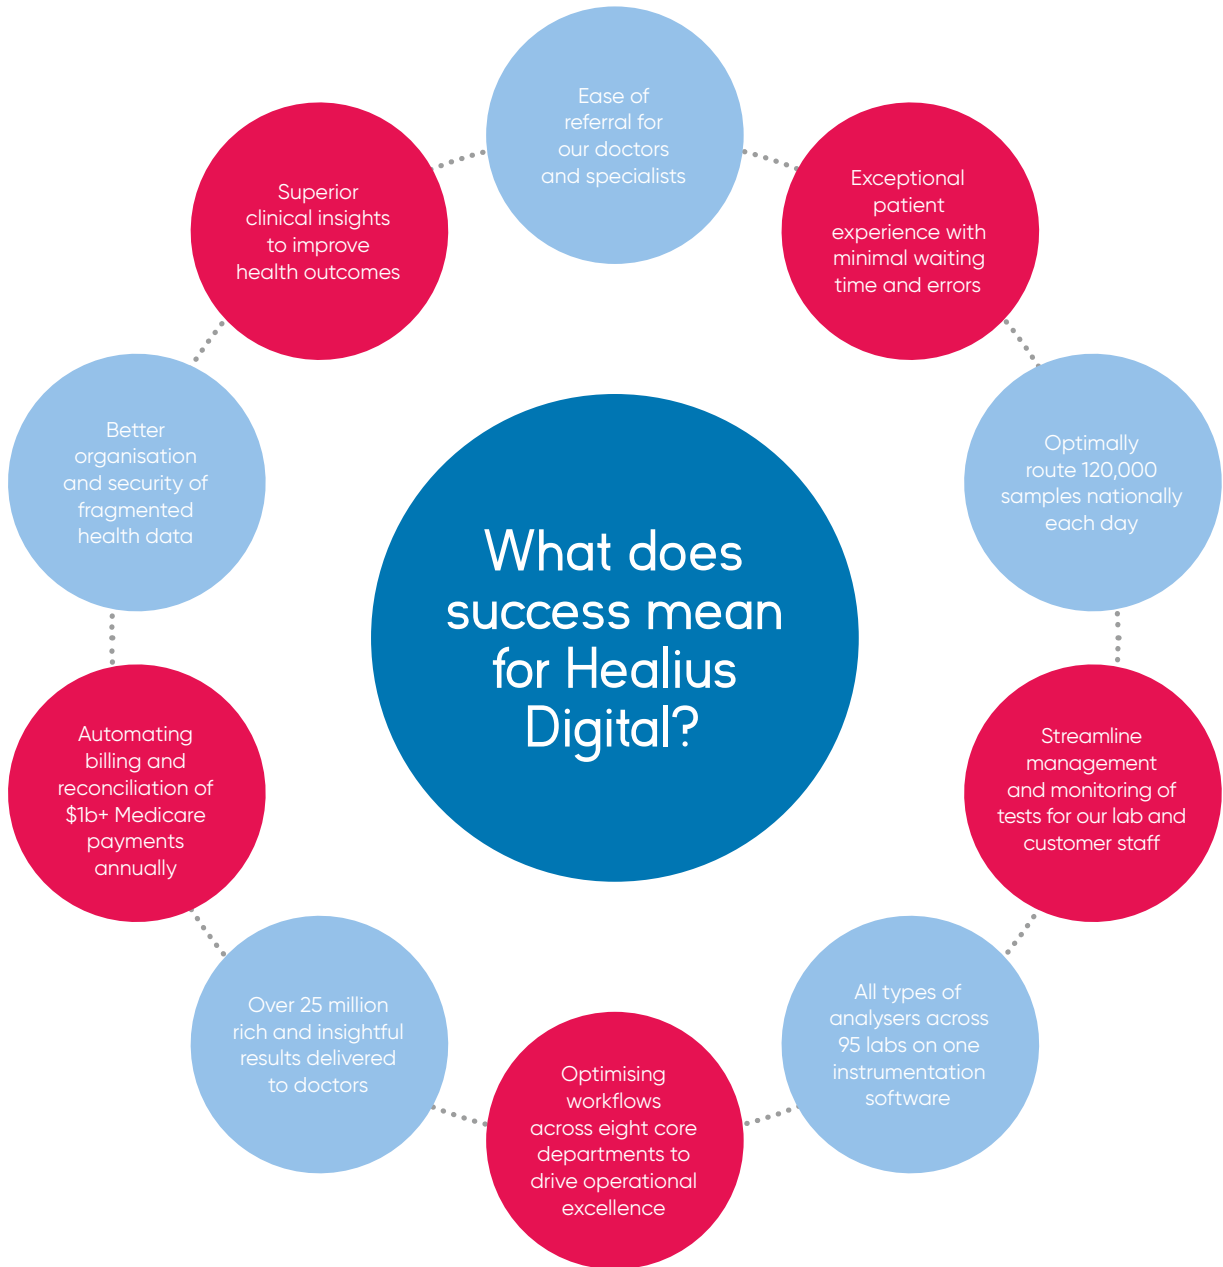 Ease of
referral for
our doctors
and specialists
Exceptional
patient
experience with
minimal waiting
time and errors
Optimally
route 120,000
samples nationally
each day
Streamline
management
and monitoring of
tests for our lab and
customer staff
All types of
analysers across
95 labs on one
instrumentation
software
Optimising
workflows
across eight core
departments to
drive operational
excellence
Over 25 million
rich and insightful
results delivered
to doctors
Automating
billing and
reconciliation of
$1b+ Medicare
payments
annually
Better
organisation
and security of
fragmented
health data
Superior
clinical insights
to improve
health outcomes
What does
success mean
for Healius
Digital?